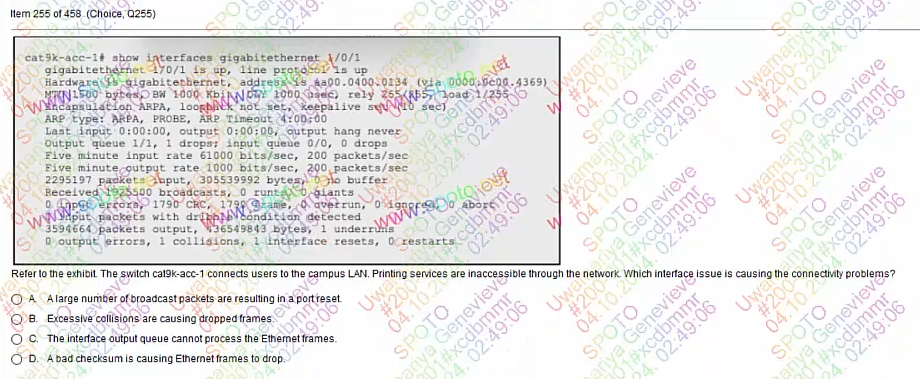 Item 255 of 458 (Choice, Q255)
cat9k-acc-1# show interfaces gigabitethernet 1/0/1
gigabitethernet 1/0/1 is up, line protocol is up
Hardware is gigabitethernet, address is aa00.0400.0134 (via 0000.0c00.4369)
MTU 1500 bytes, BW 1000 Kbit, DLY 1000 usec, rely 255/255, load 1/255
Encapsulation ARPA, loopback not set, keepalive set (10 sec)
ARP type: ARPA, PROBE, ARP Timeout 4:00:00
Last input 0:00:00, output 0:00:00, output hang never
Output queue 1/1, 1 drops; input queue 0/0, 0 drops
Five minute input rate 61000 bits/sec, 200 packets/sec
Five minute output rate 1000 bits/sec, 200 packets/sec
2295197 packets input, 305539992 bytes, 0 no buffer
Received 1925500 broadcasts, 0 runts, 0 giants
0 input errors, 1790 CRC, 1790 frame, 0 overrun, 0 ignored, 0 abort
input packets with dribble condition detected
3594664 packets output, 436549843 bytes, 1 underruns
0 output errors, 1 collisions, 1 interface resets, 0 restarts
Refer to the exhibit. The switch cat9k-acc-1 connects users to the campus LAN. Printing services are inaccessible through the network. Which interface issue is causing the connectivity problems?
A. A large number of broadcast packets are resulting in a port reset.
B. Excessive collisions are causing dropped frames.
C. The interface output queue cannot process the Ethernet frames.
D. A bad checksum is causing Ethernet frames to drop.